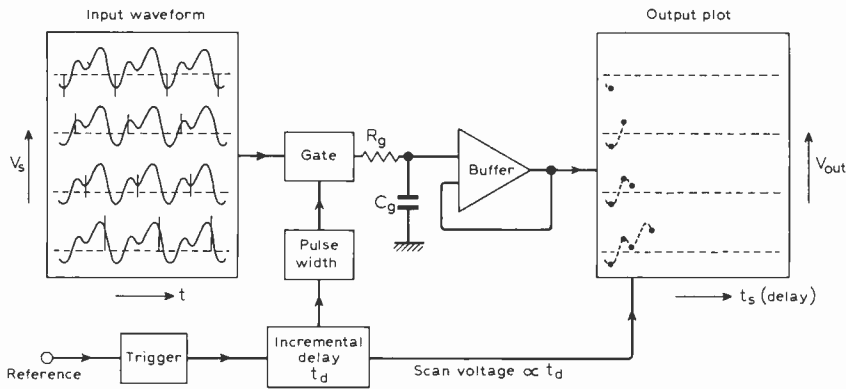 Input waveform
Output plot
V_s
t
Gate
R_g
C_g
Buffer
V_out
t_s (delay)
Pulse
width
Reference
Trigger
Incremental
delay
t_d
Scan voltage ∝ t_d